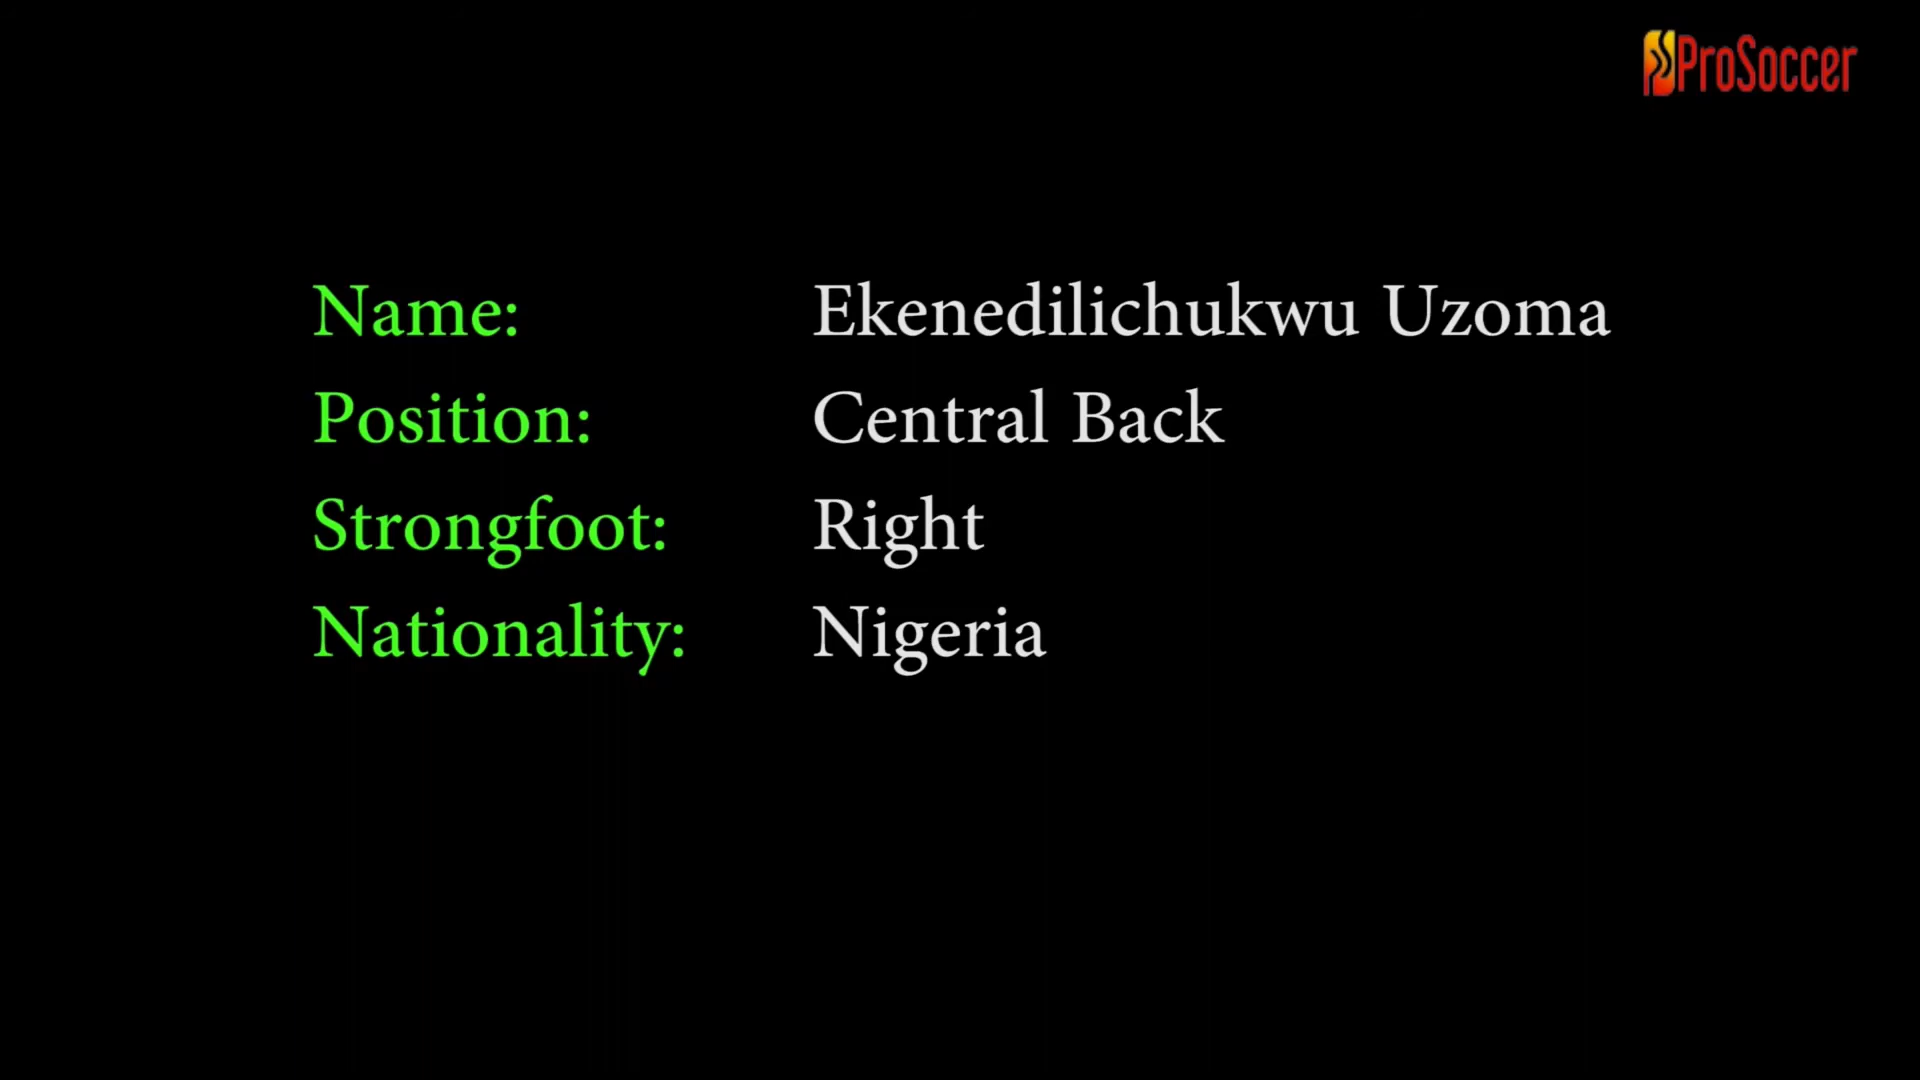 ProSoccer
Name: Ekenedilichukwu Uzoma
Position: Central Back
Strongfoot: Right
Nationality: Nigeria